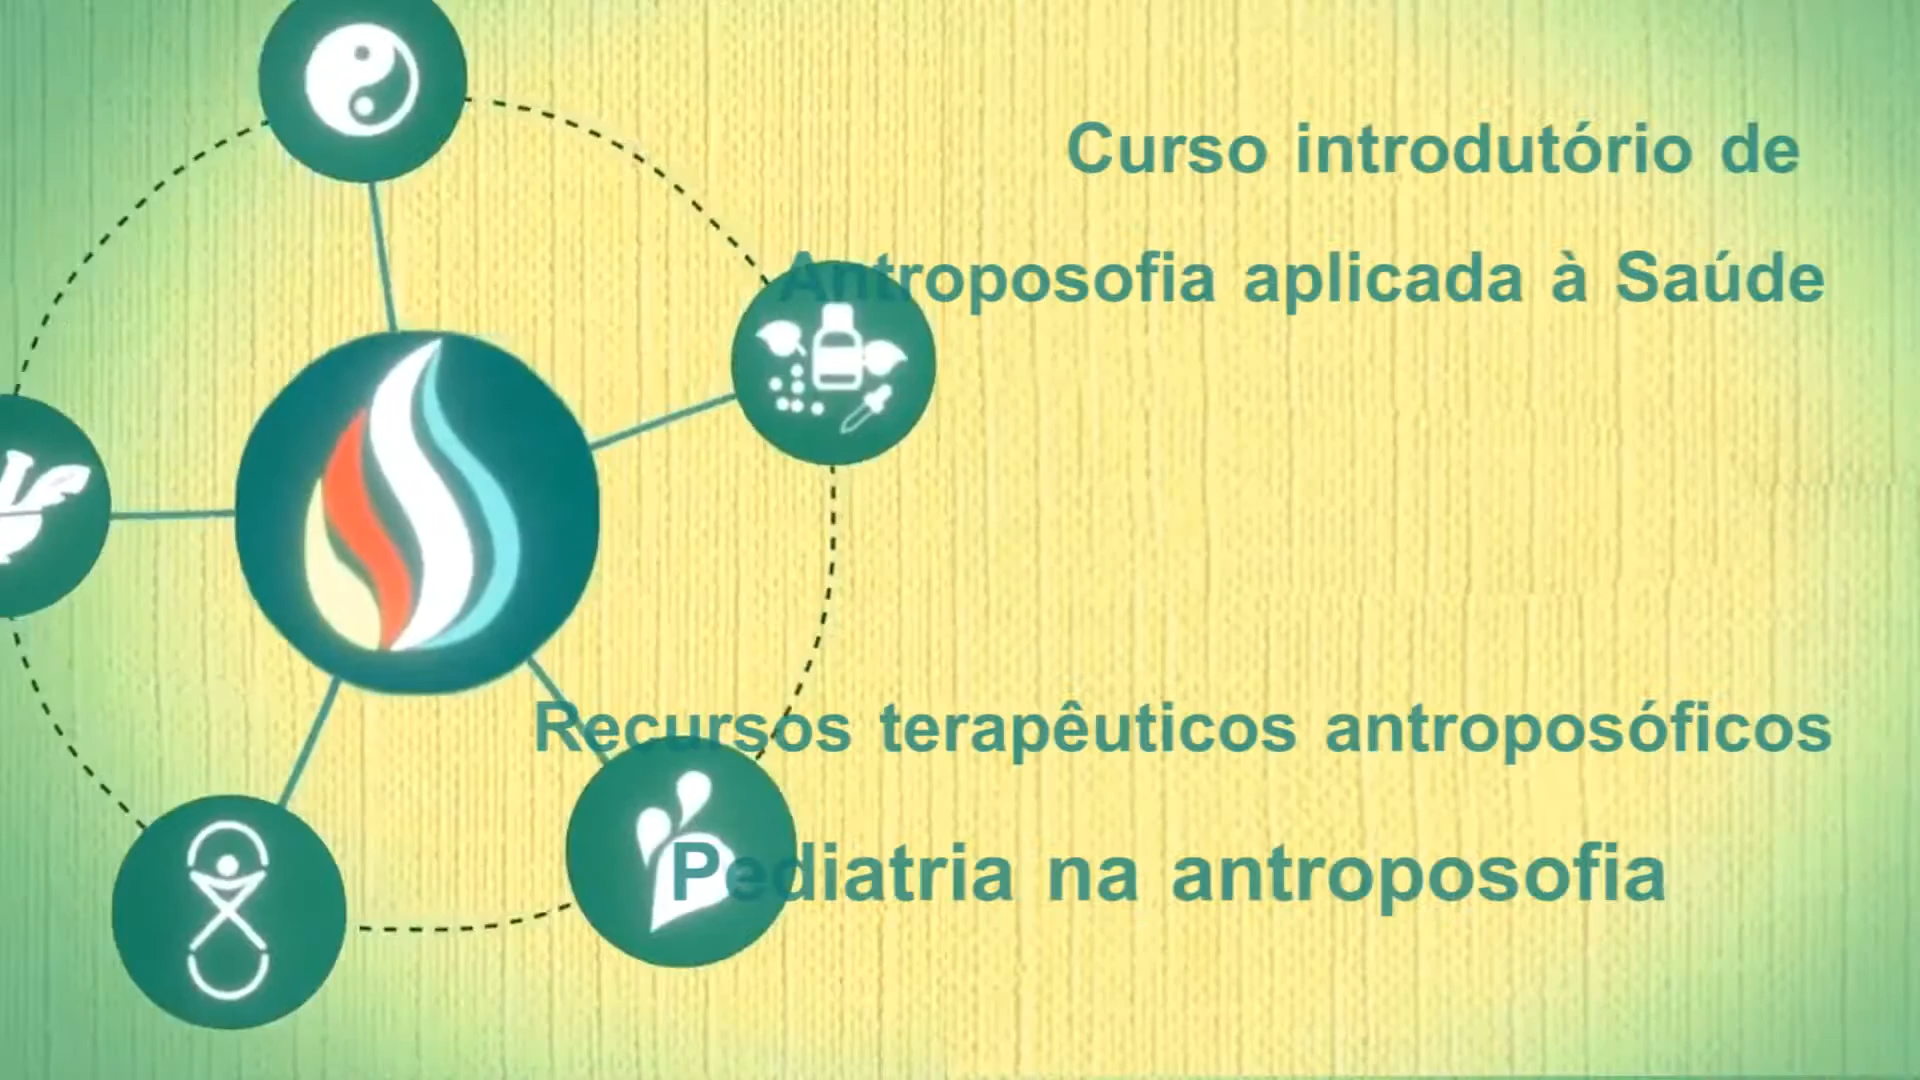 Curso introdutório de
Antroposofia aplicada à Saúde
Recursos terapêuticos antroposóficos
Pediatria na antroposofia